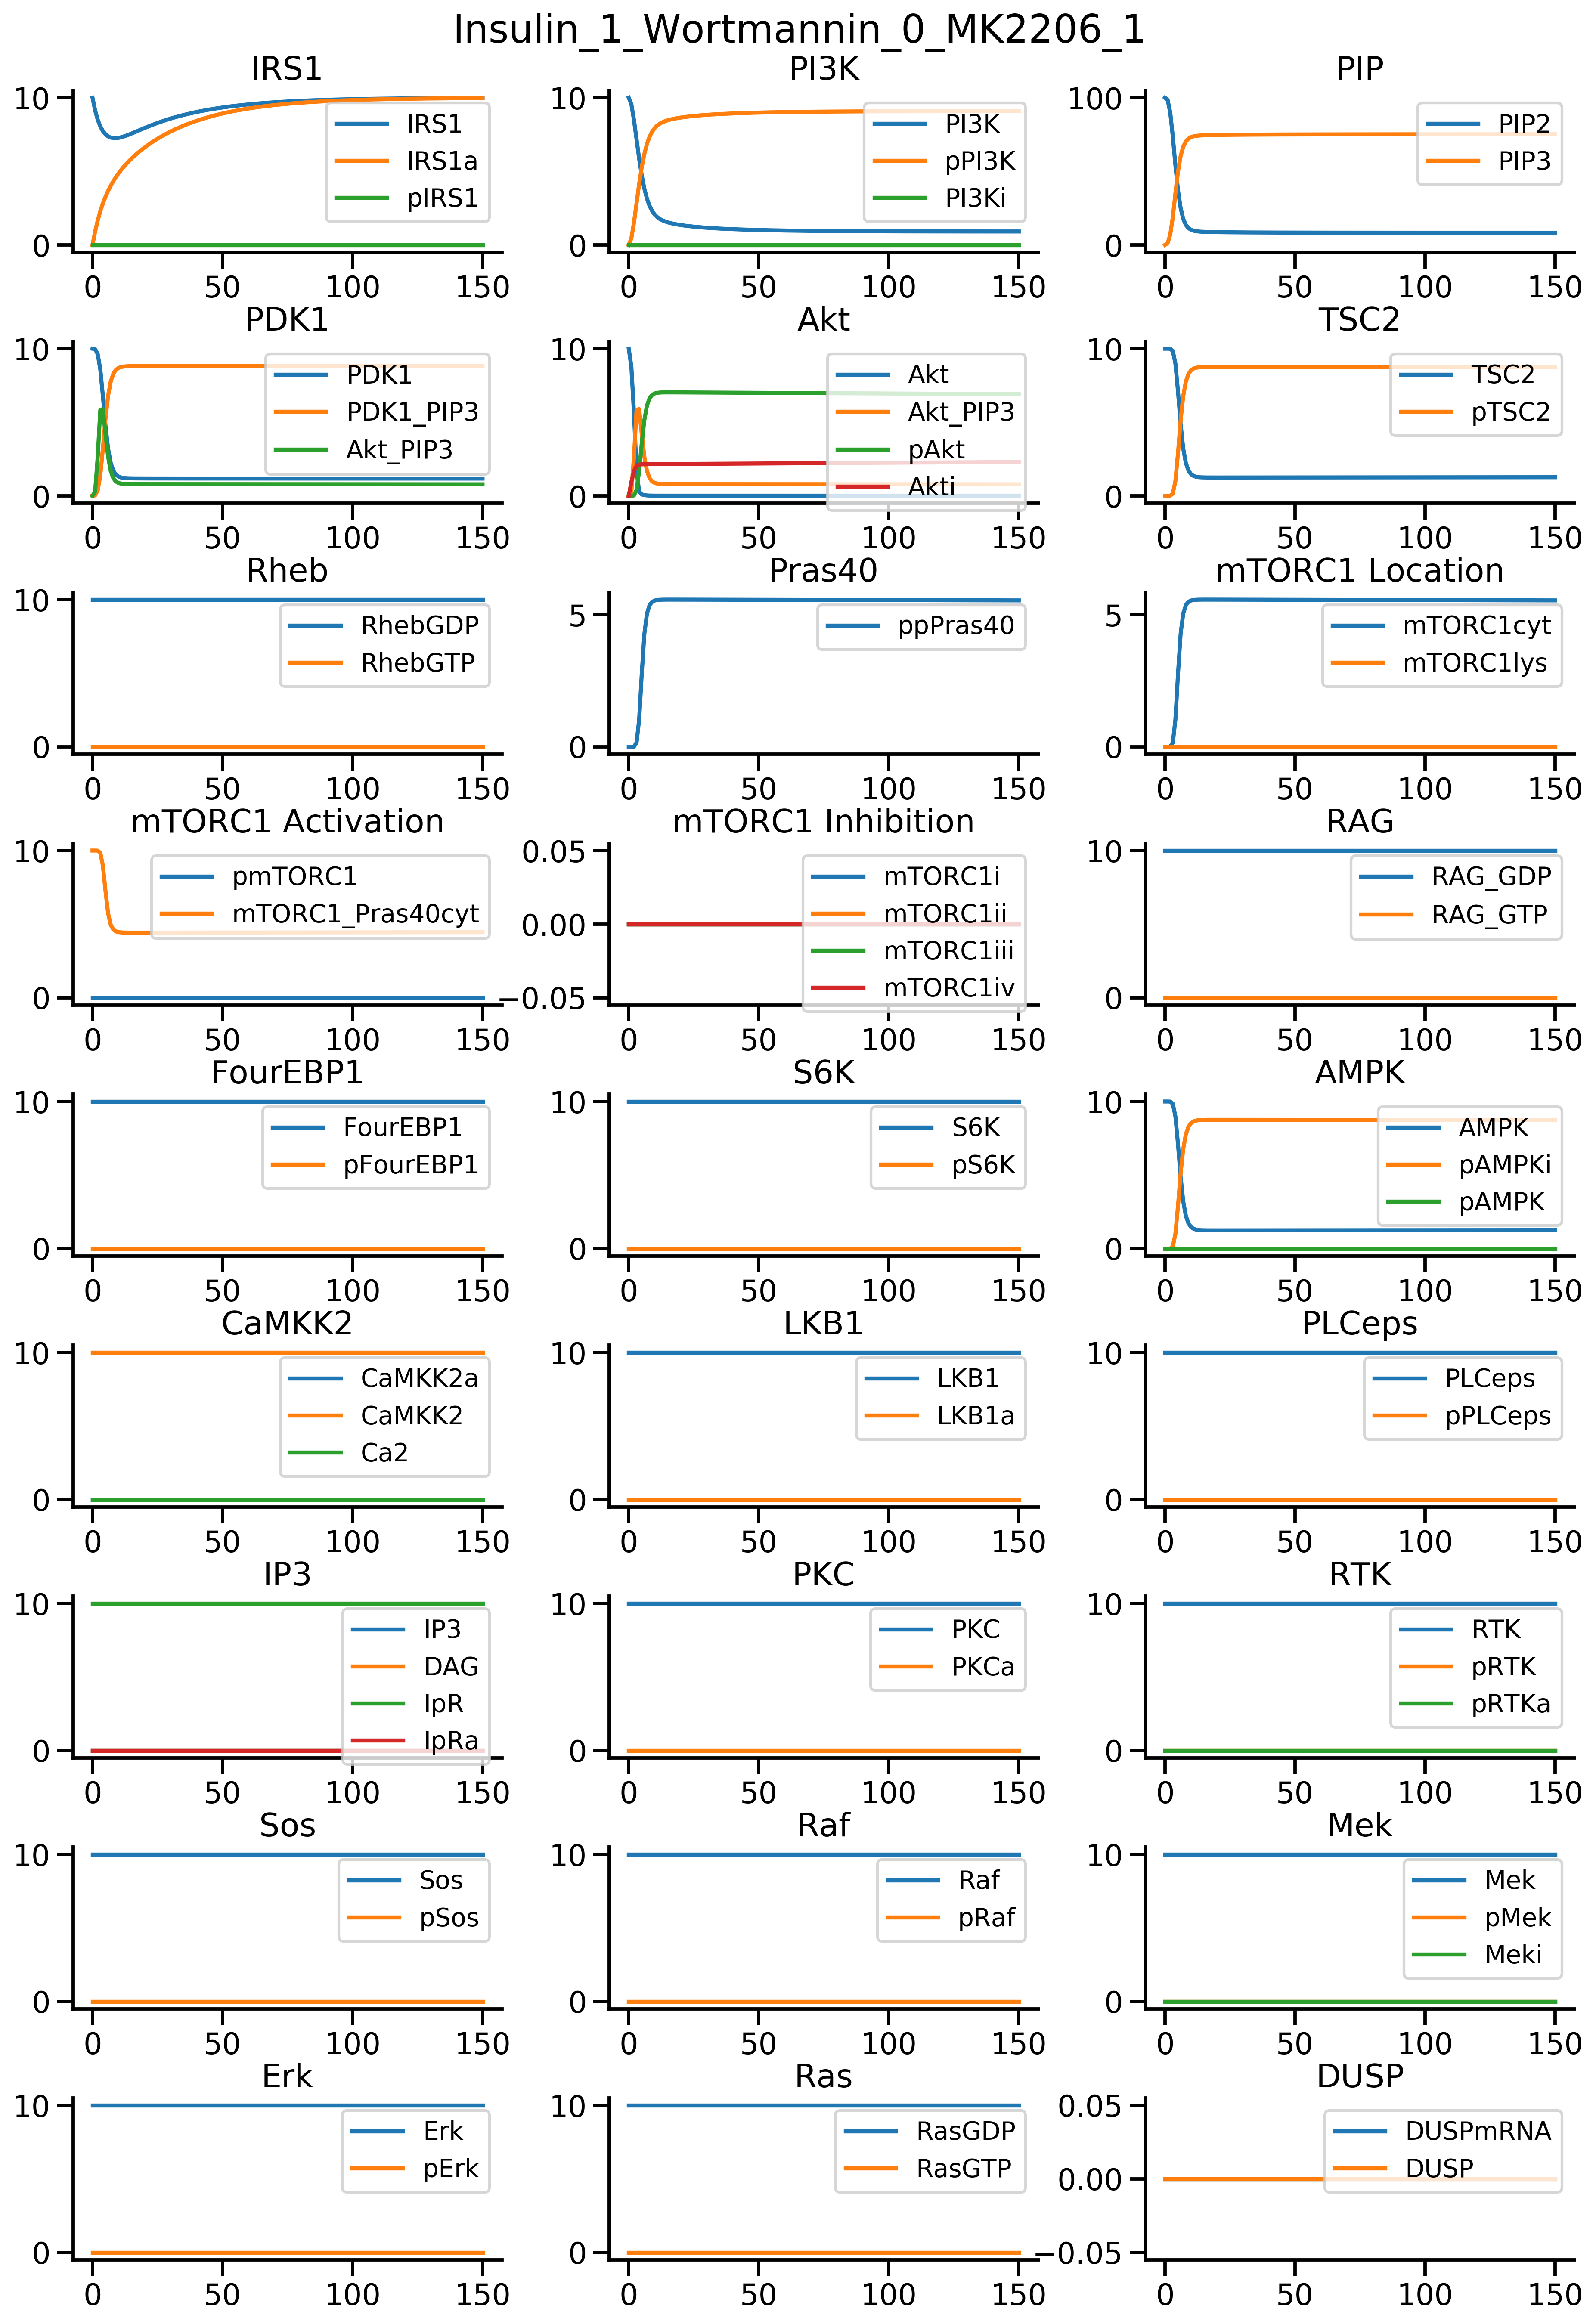 Insulin_1_Wortmannin_0_MK2206_1
IRS1 PI3K PIP
10 IRS1 IRS1a pIRS1 0 0 50 100 150
10 PI3K pPI3K PI3Ki 0 0 50 100 150
100 PIP2 PIP3 0 0 50 100 150
PDK1 Akt TSC2
10 PDK1 PDK1_PIP3 Akt_PIP3 0 0 50 100 150
10 Akt Akt_PIP3 pAkt Akti 0 0 50 100 150
10 TSC2 pTSC2 0 0 50 100 150
Rheb Pras40 mTORC1 Location
10 RhebGDP RhebGTP 0 0 50 100 150
5 ppPras40 0 0 50 100 150
5 mTORC1cyt mTORC1lys 0 0 50 100 150
mTORC1 Activation mTORC1 Inhibition RAG
10 pmTORC1 mTORC1_Pras40cyt 0 0 50 100 150
0.05 mTORC1i mTORC1ii 0.00 mTORC1iii mTORC1iv −0.05 0 50 100 150
10 RAG_GDP RAG_GTP 0 0 50 100 150
FourEBP1 S6K AMPK
10 FourEBP1 pFourEBP1 0 0 50 100 150
10 S6K pS6K 0 0 50 100 150
10 AMPK pAMPKi pAMPK 0 0 50 100 150
CaMKK2 LKB1 PLCeps
10 CaMKK2a CaMKK2 Ca2 0 0 50 100 150
10 LKB1 LKB1a 0 0 50 100 150
10 PLCeps pPLCeps 0 0 50 100 150
IP3 PKC RTK
10 IP3 DAG IpR IpRa 0 0 50 100 150
10 PKC PKCa 0 0 50 100 150
10 RTK pRTK pRTKa 0 0 50 100 150
Sos Raf Mek
10 Sos pSos 0 0 50 100 150
10 Raf pRaf 0 0 50 100 150
10 Mek pMek Meki 0 0 50 100 150
Erk Ras DUSP
10 Erk pErk 0 0 50 100 150
10 RasGDP RasGTP 0 0 50 100 150
0.05 DUSPmRNA DUSP 0.00 −0.05 0 50 100 150